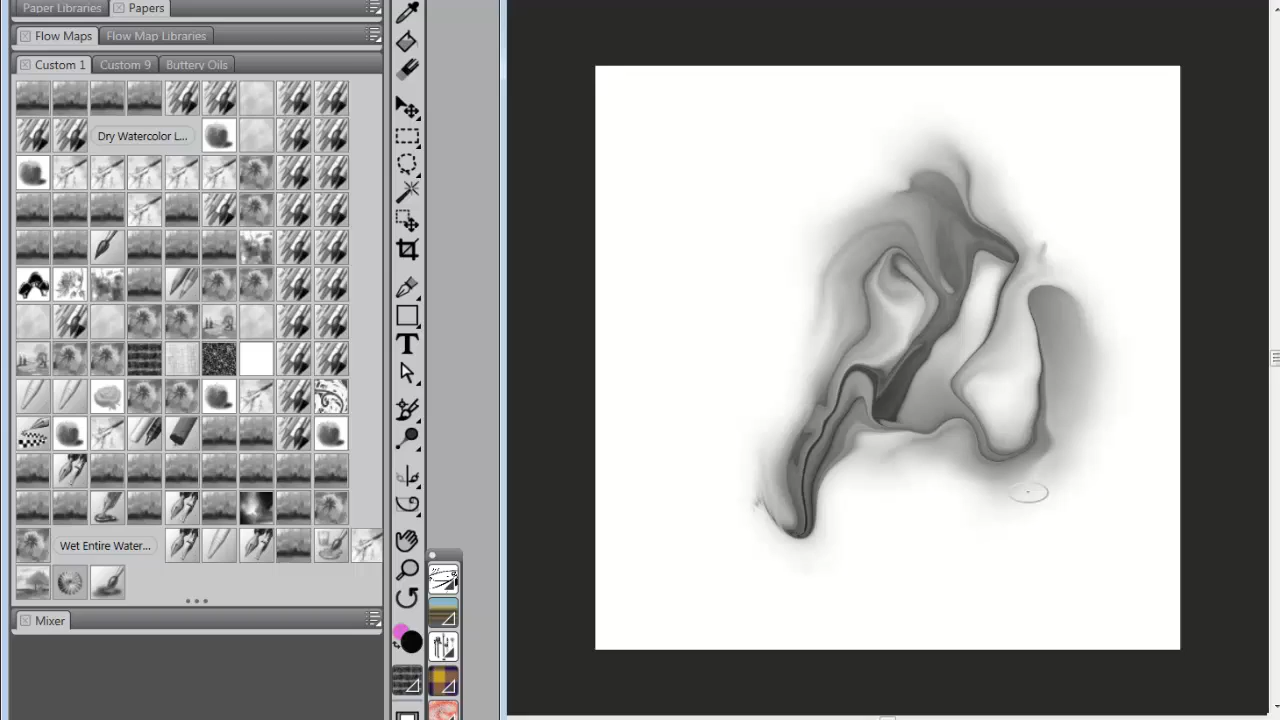 Paper Libraries Papers
Flow Maps Flow Map Libraries
Custom 1 Custom 9 Buttery Oils
Dry Watercolor L...
T
Wet Entire Water...
Mixer